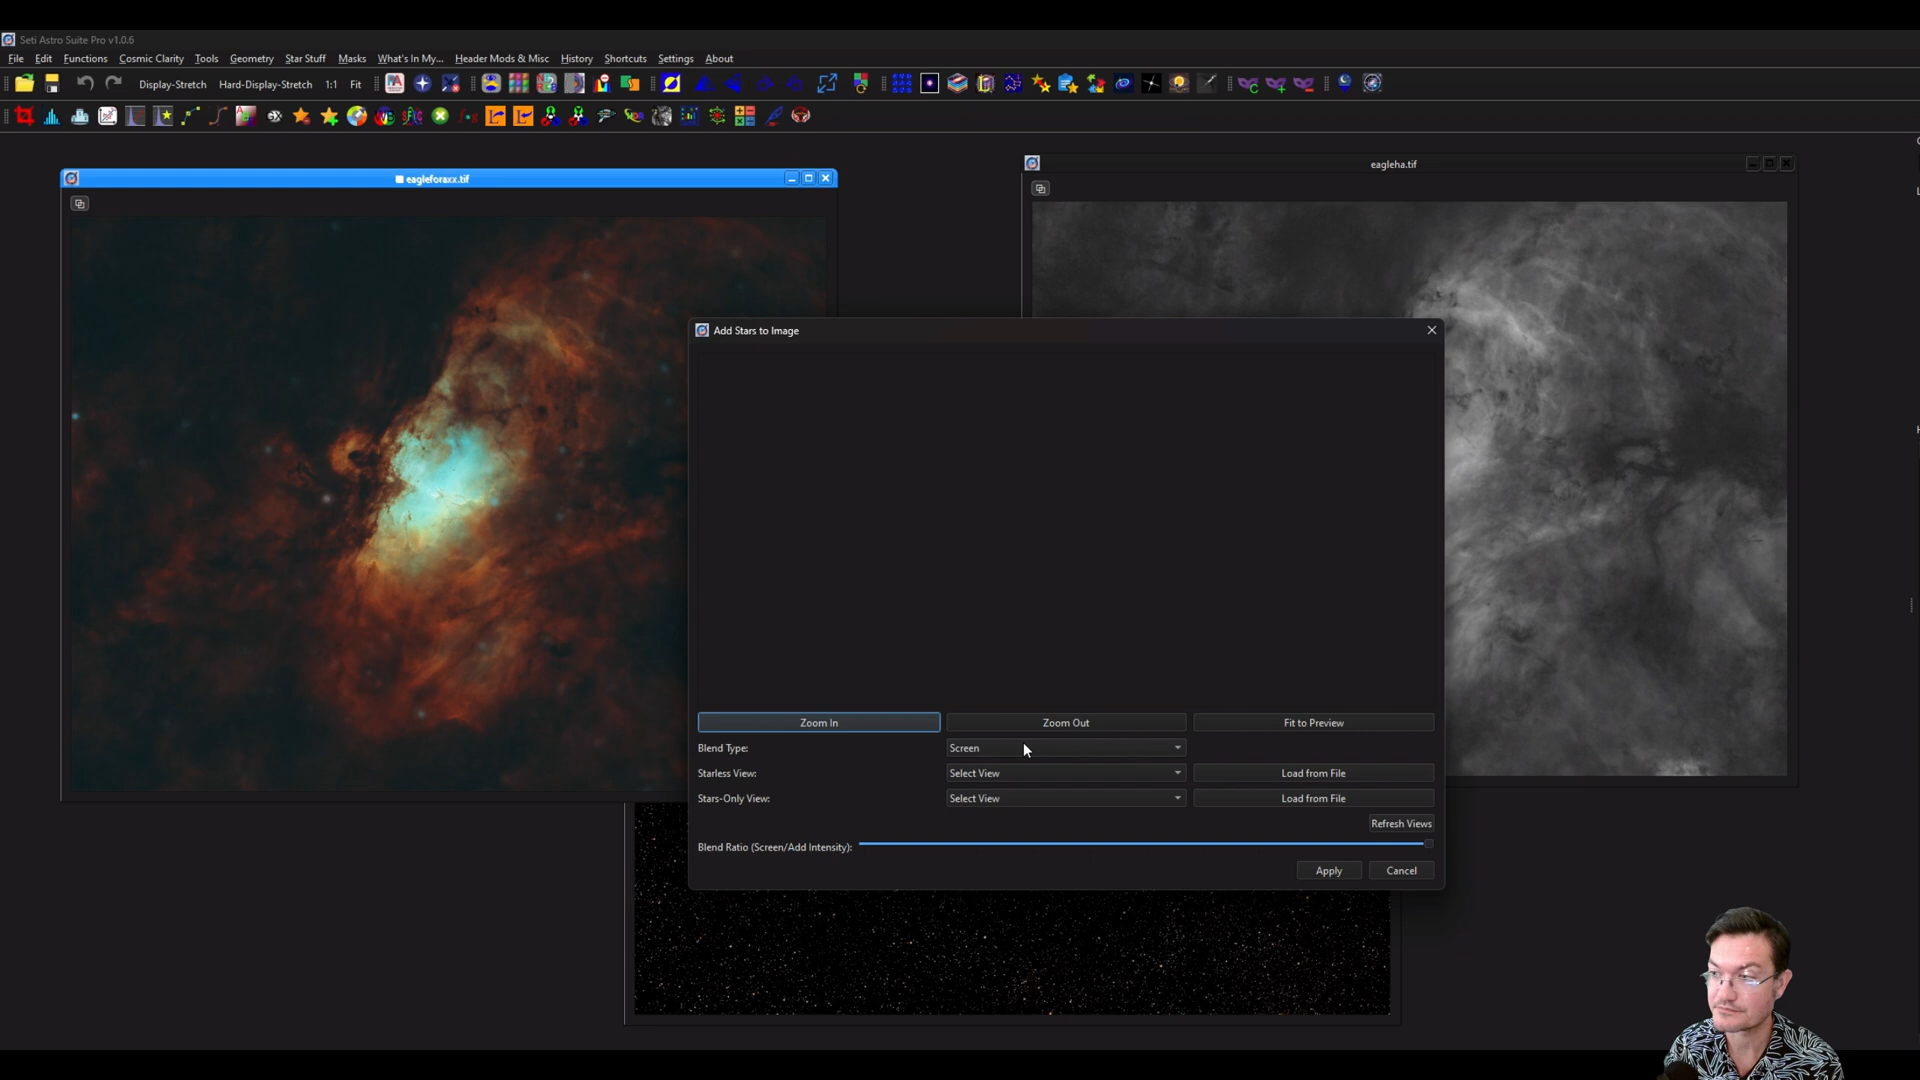 Seti Astro Suite Pro v1.0.6
File Edit Functions Cosmic Clarity Tools Geometry Star Stuff Masks What's In My... Header Mods & Misc History Shortcuts Settings About
Display-Stretch Hard-Display-Stretch 1:1 Fit
eagleforaxx.tif
eagleha.tif
Add Stars to Image
Zoom In Zoom Out Fit to Preview
Blend Type: Screen
Starless View: Select View Load from File
Stars-Only View: Select View Load from File
Refresh Views
Blend Ratio (Screen/Add Intensity):
Apply Cancel